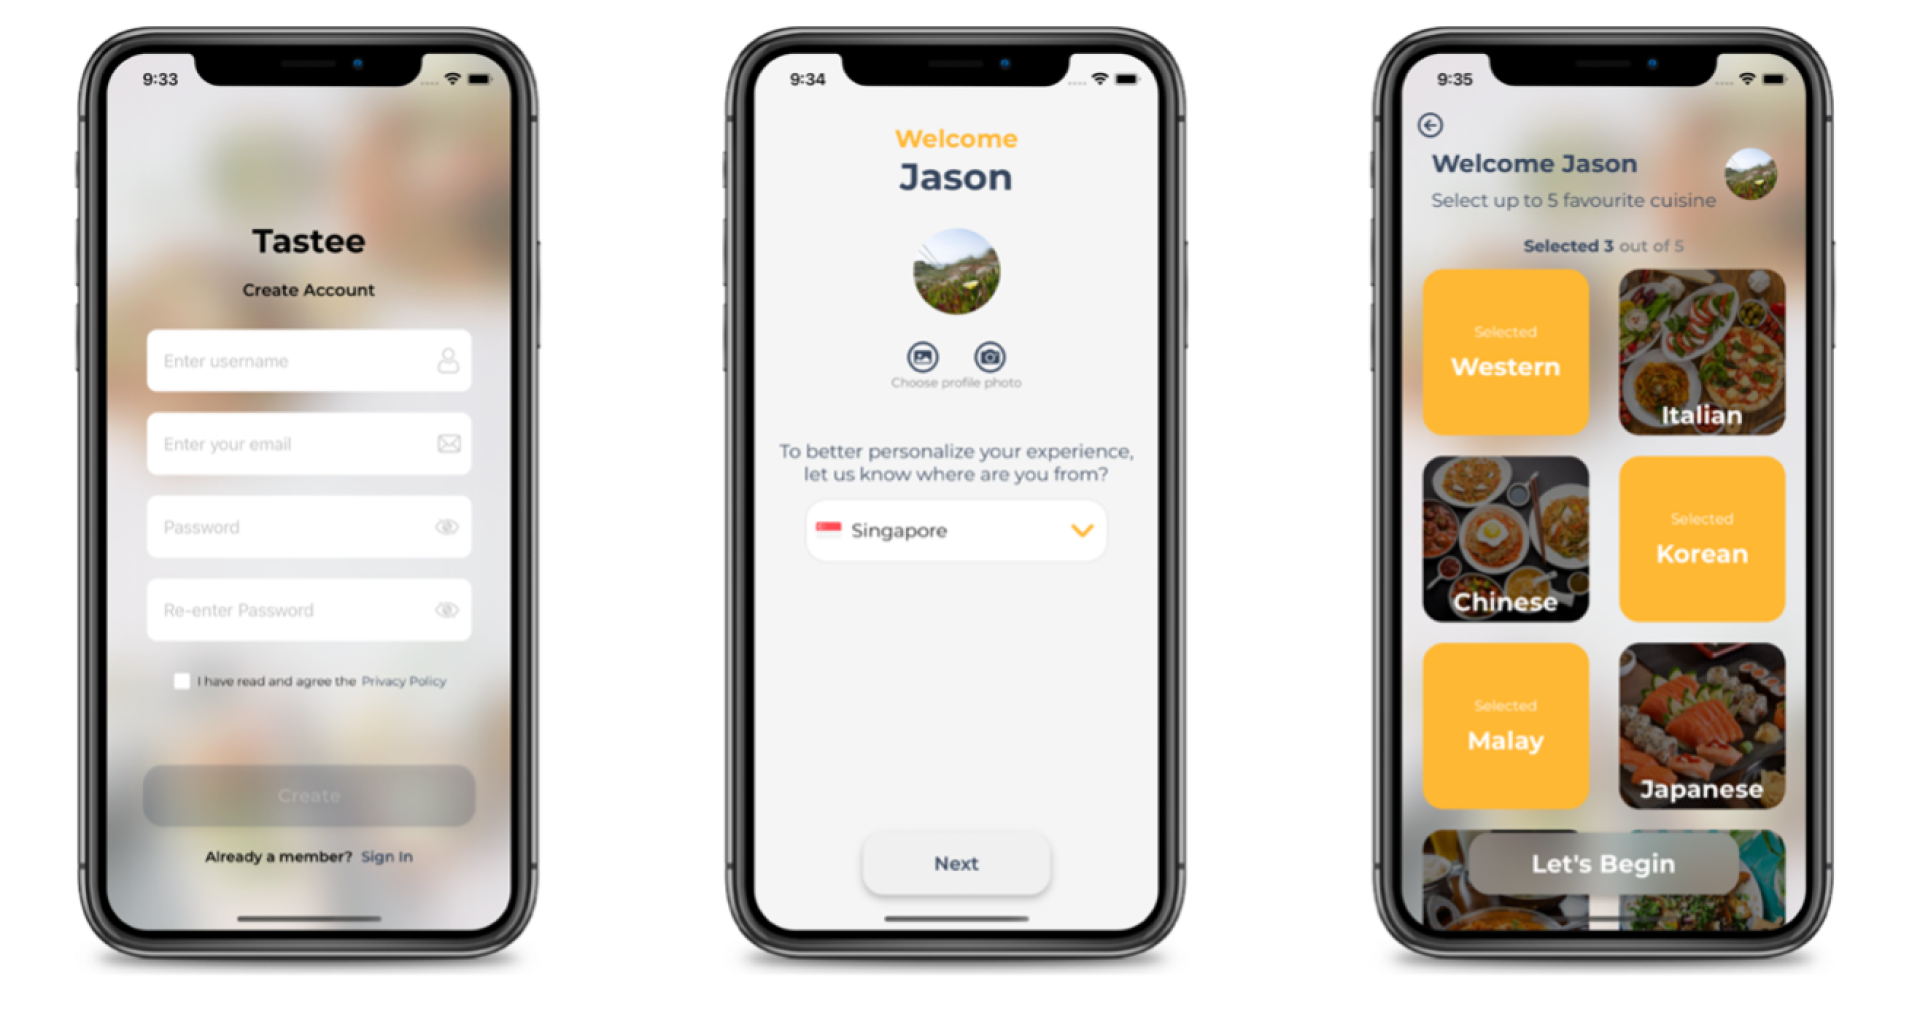 9:33
Tastee
Create Account
Enter username
Enter your email
Password
Re-enter Password
I have read and agree the Privacy Policy
Create
Already a member? Sign In
9:34
Welcome
Jason
Choose profile photo
To better personalize your experience,
let us know where are you from?
Singapore
Next
9:35
Welcome Jason
Select up to 5 favourite cuisine
Selected 3 out of 5
Selected
Western
Italian
Chinese
Selected
Korean
Selected
Malay
Japanese
Let's Begin